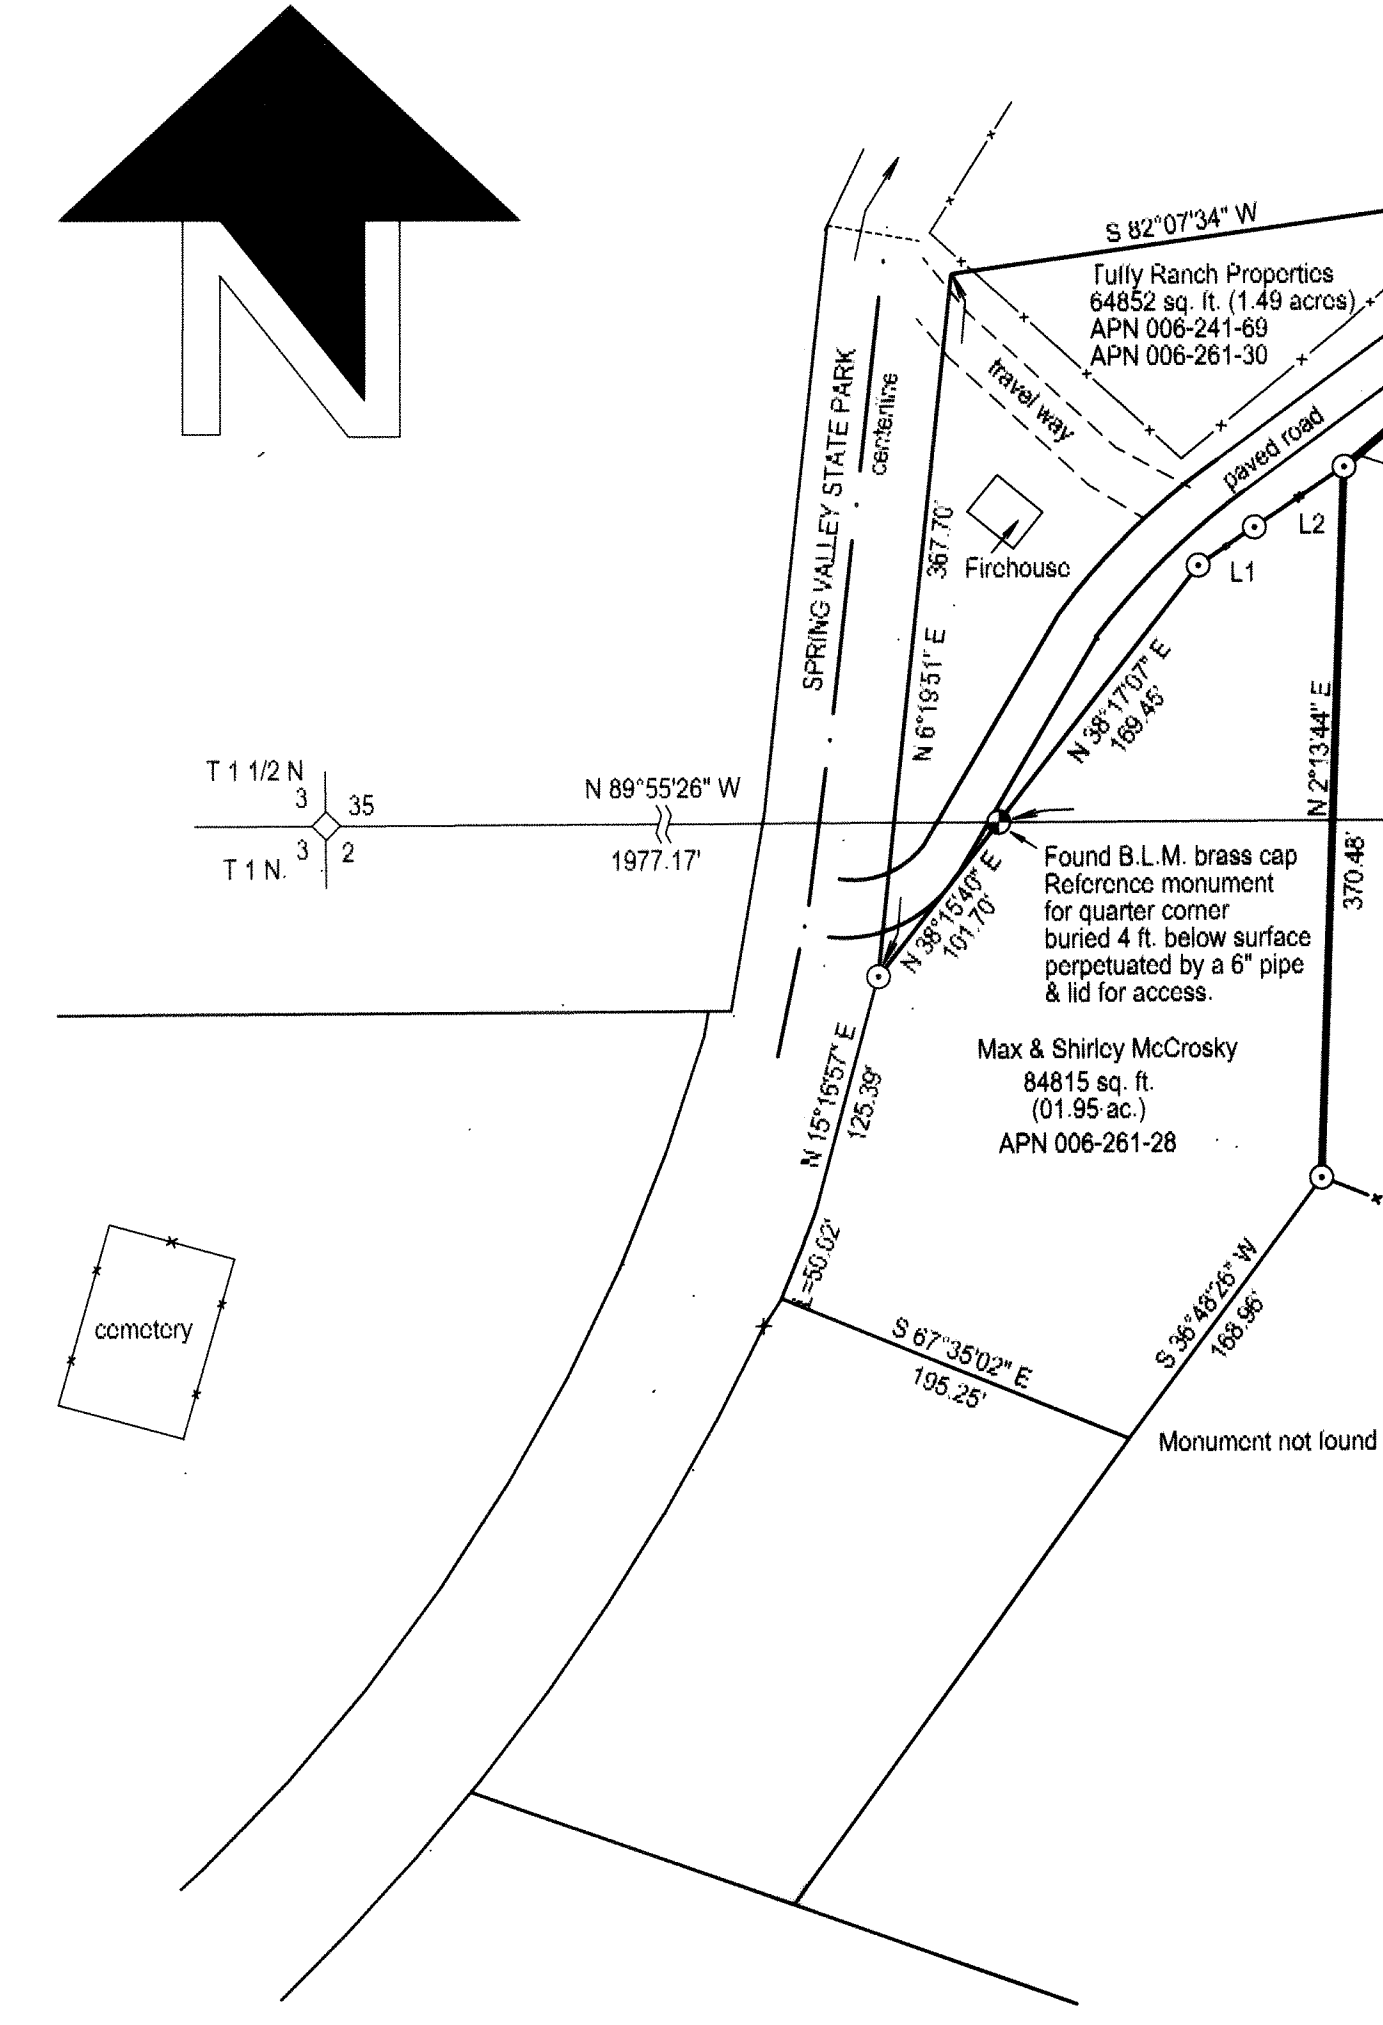 N
S 82°07'34" W
Tully Ranch Properties
64852 sq. ft. (1.49 acres)
APN 006-241-69
APN 006-261-30
SPRING VALLEY STATE PARK
centerline
travel way
paved road
367.70'
N 6°19'51" E
Firehouse
L2
L1
N 38°17'07" E
169.45'
N 2°13'44" E
370.48'
T 1 1/2 N
3
35
3
2
T 1 N.
N 89°55'26" W
1977.17'
N 38°15'40" E
101.70'
Found B.L.M. brass cap
Reference monument
for quarter corner
buried 4 ft. below surface
perpetuated by a 6" pipe
& lid for access.
Max & Shirley McCrosky
84815 sq. ft.
(01.95 ac.)
APN 006-261-28
N 15°16'57" E
125.39'
L=50.02'
cemetery
S 67°35'02" E
195.25'
S 36°48'26" W
168.96'
Monument not found